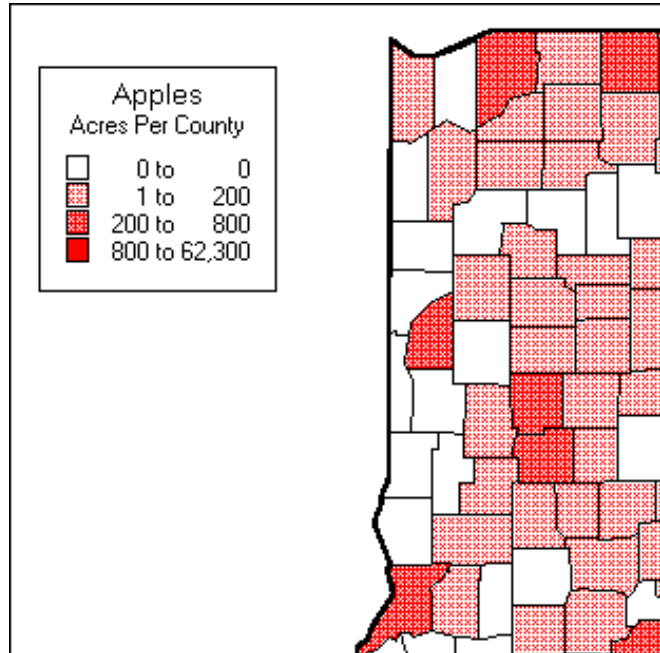 Apples
Acres Per County
0 to 0
1 to 200
200 to 800
800 to 62,300